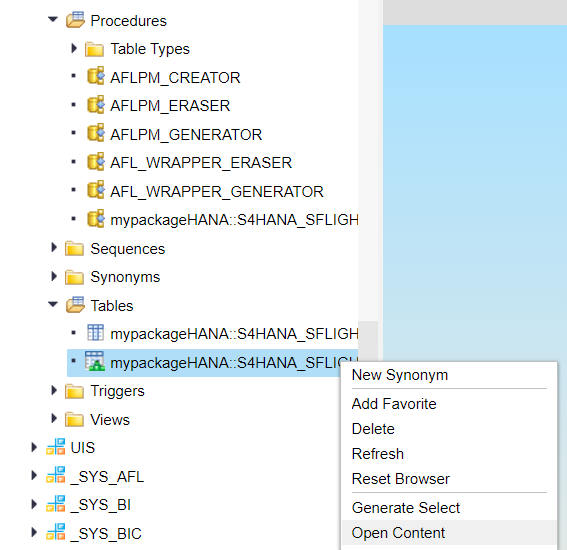 Procedures
Table Types
AFLPM_CREATOR
AFLPM_ERASER
AFLPM_GENERATOR
AFL_WRAPPER_ERASER
AFL_WRAPPER_GENERATOR
mypackageHANA::S4HANA_SFLIGH
Sequences
Synonyms
Tables
mypackageHANA::S4HANA_SFLIGH
mypackageHANA::S4HANA_SFLIGH
New Synonym
Triggers
Add Favorite
Views
Delete
UIS
Refresh
_SYS_AFL
Reset Browser
_SYS_BI
Generate Select
_SYS_BIC
Open Content